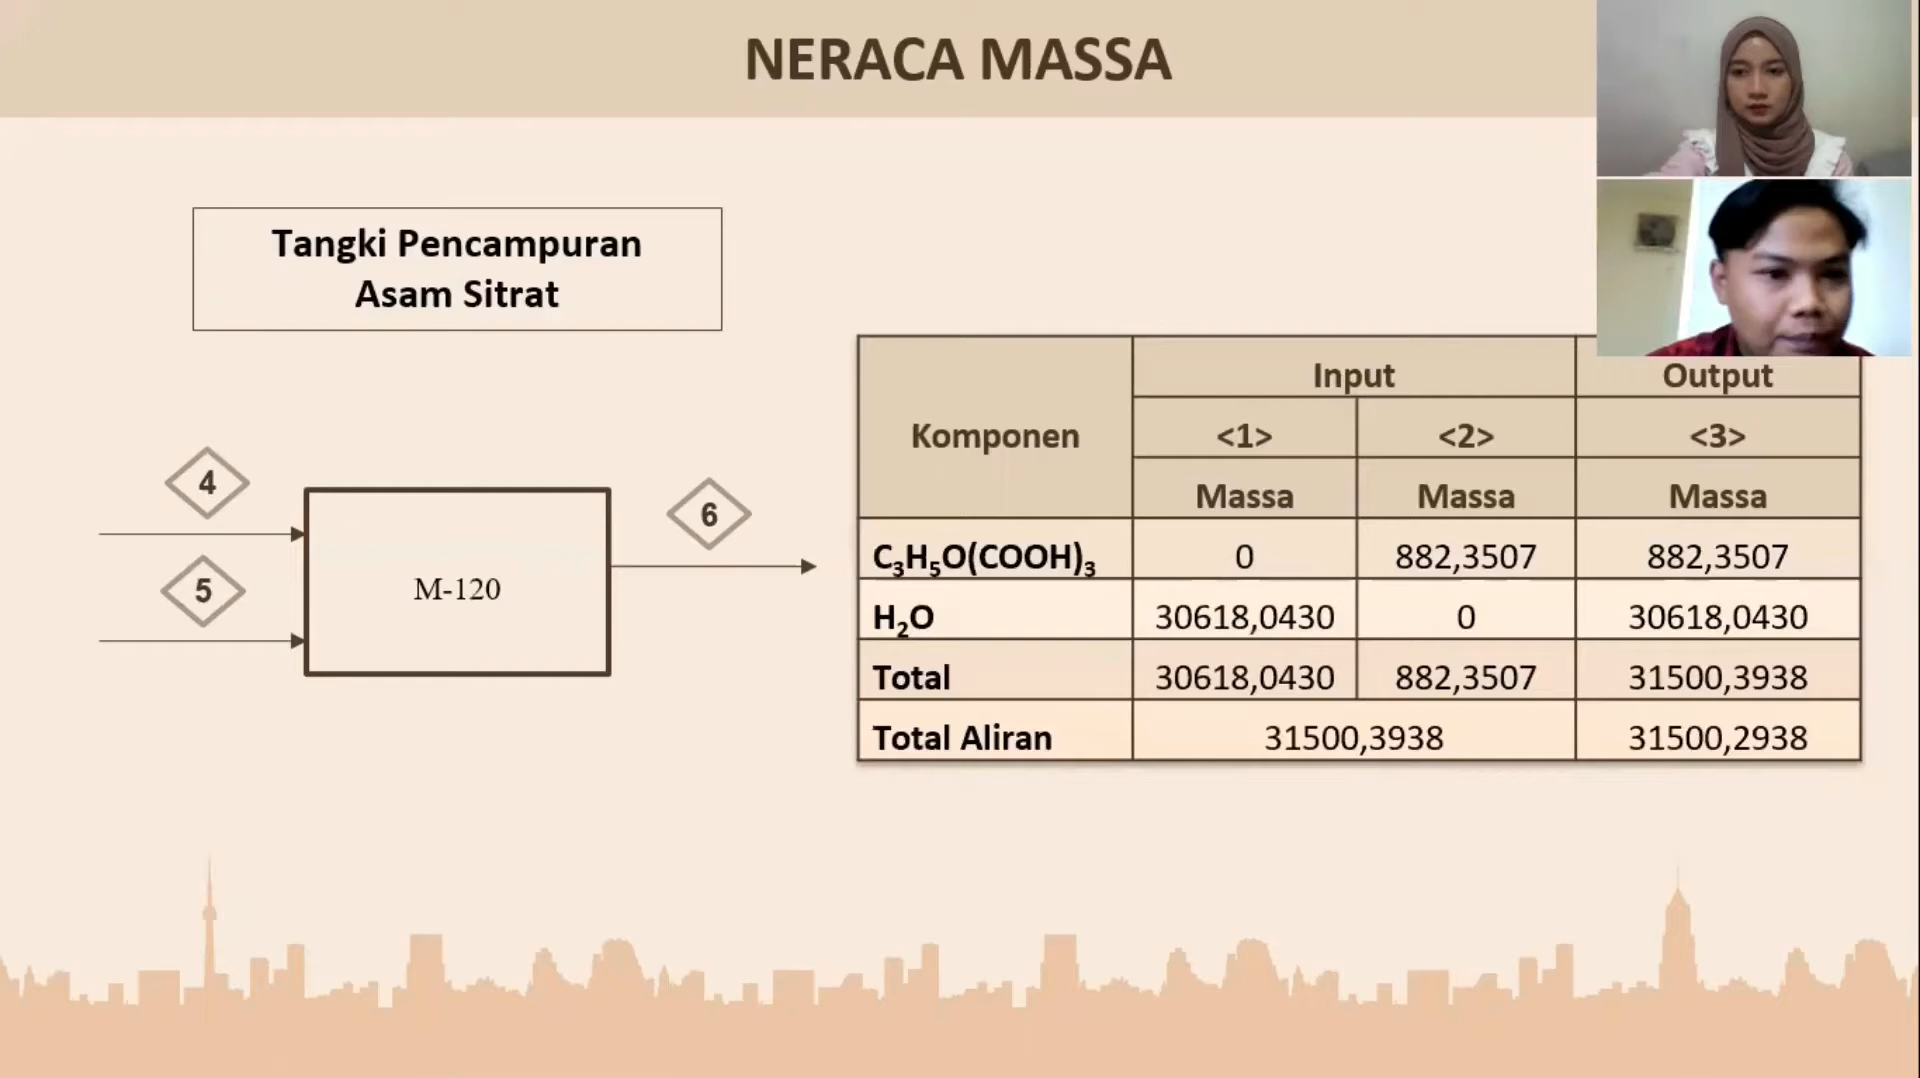 NERACA MASSA
Tangki Pencampuran
Asam Sitrat
4
5
M-120
6
Komponen Input Output
<1> <2> <3>
Massa Massa Massa
C₃H₅O(COOH)₃ 0 882,3507 882,3507
H₂O 30618,0430 0 30618,0430
Total 30618,0430 882,3507 31500,3938
Total Aliran 31500,3938 31500,2938